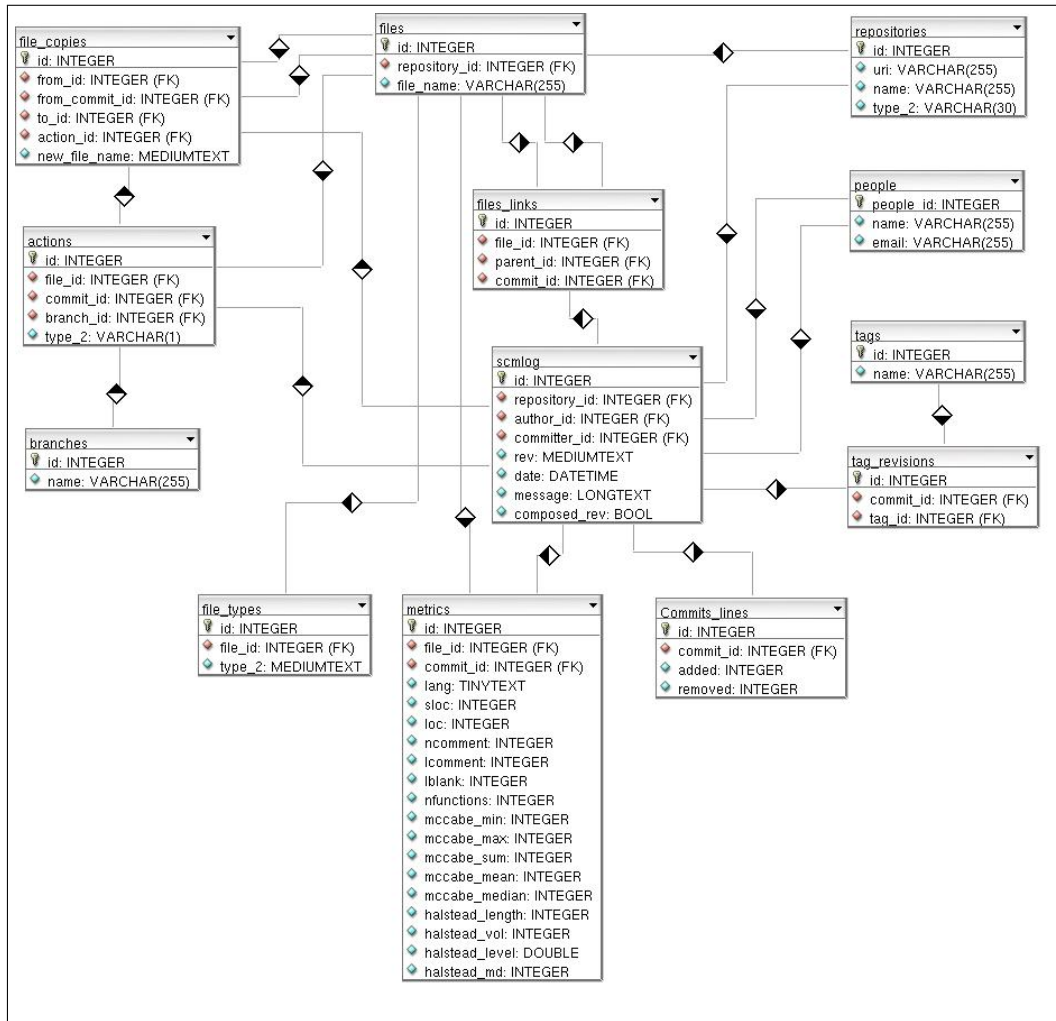 file_copies
id: INTEGER
from_id: INTEGER (FK)
from_commit_id: INTEGER (FK)
to_id: INTEGER (FK)
action_id: INTEGER (FK)
new_file_name: MEDIUMTEXT
files
id: INTEGER
repository_id: INTEGER (FK)
file_name: VARCHAR(255)
repositories
id: INTEGER
uri: VARCHAR(255)
name: VARCHAR(255)
type_2: VARCHAR(30)
people
people_id: INTEGER
name: VARCHAR(255)
email: VARCHAR(255)
files_links
id: INTEGER
file_id: INTEGER (FK)
parent_id: INTEGER (FK)
commit_id: INTEGER (FK)
actions
id: INTEGER
file_id: INTEGER (FK)
commit_id: INTEGER (FK)
branch_id: INTEGER (FK)
type_2: VARCHAR(1)
tags
id: INTEGER
name: VARCHAR(255)
scmlog
id: INTEGER
repository_id: INTEGER (FK)
author_id: INTEGER (FK)
committer_id: INTEGER (FK)
rev: MEDIUMTEXT
date: DATETIME
message: LONGTEXT
composed_rev: BOOL
branches
id: INTEGER
name: VARCHAR(255)
tag_revisions
id: INTEGER
commit_id: INTEGER (FK)
tag_id: INTEGER (FK)
file_types
id: INTEGER
file_id: INTEGER (FK)
type_2: MEDIUMTEXT
metrics
id: INTEGER
file_id: INTEGER (FK)
commit_id: INTEGER (FK)
lang: TINYTEXT
sloc: INTEGER
loc: INTEGER
ncomment: INTEGER
lcomment: INTEGER
lblank: INTEGER
nfunctions: INTEGER
mccabe_min: INTEGER
mccabe_max: INTEGER
mccabe_sum: INTEGER
mccabe_mean: INTEGER
mccabe_median: INTEGER
halstead_length: INTEGER
halstead_vol: INTEGER
halstead_level: DOUBLE
halstead_md: INTEGER
Commits_lines
id: INTEGER
commit_id: INTEGER (FK)
added: INTEGER
removed: INTEGER